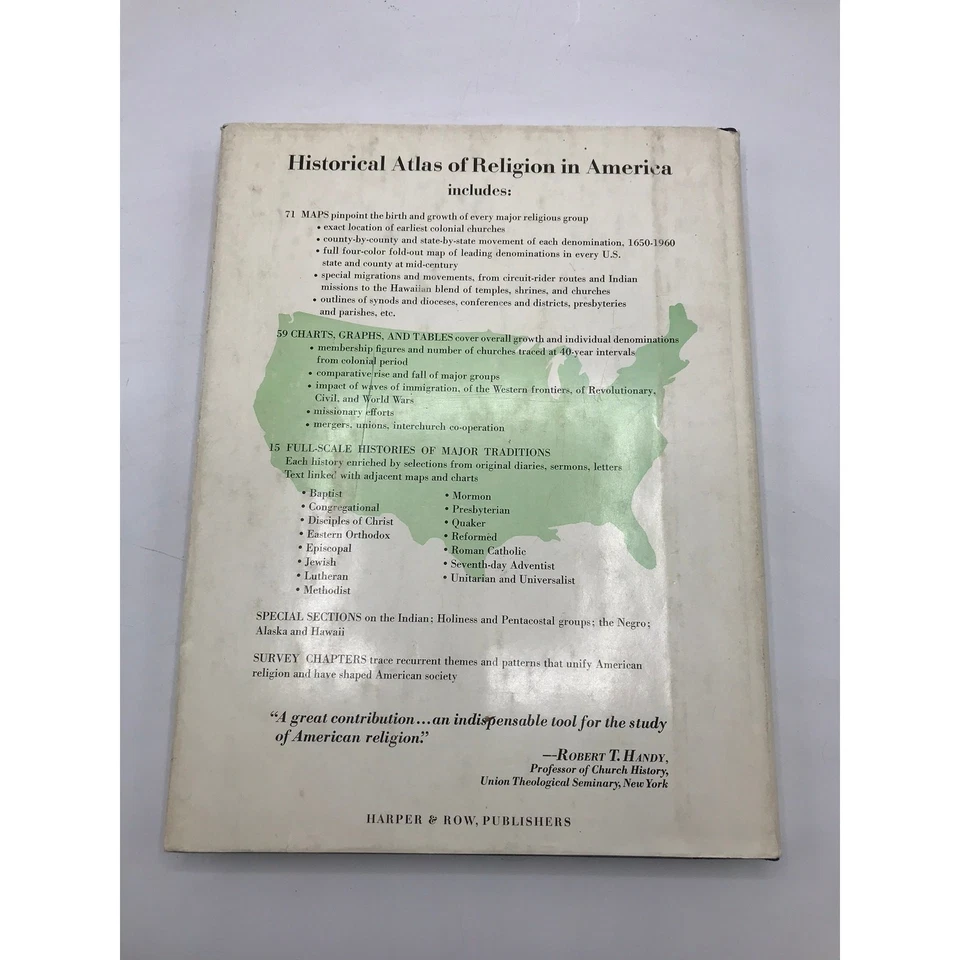 Historical Atlas of Religion in America
includes:
71 MAPS pinpoint the birth and growth of every major religious group
• exact location of earliest colonial churches
• county-by-county and state-by-state movement of each denomination, 1650-1960
• full four-color fold-out map of leading denominations in every U.S.
state and county at mid-century
• special migrations and movements, from circuit-rider routes and Indian
missions to the Hawaiian blend of temples, shrines, and churches
• outlines of synods and dioceses, conferences and districts, presbyteries
and parishes, etc.
59 CHARTS, GRAPHS, AND TABLES cover overall growth and individual denominations
• membership figures and number of churches traced at 40-year intervals
from colonial period
• comparative rise and fall of major groups
• impact of waves of immigration, of the Western frontiers, of Revolutionary,
Civil, and World Wars
• missionary efforts
• mergers, unions, interchurch co-operation
15 FULL-SCALE HISTORIES OF MAJOR TRADITIONS
Each history enriched by selections from original diaries, sermons, letters
Text linked with adjacent maps and charts
• Baptist
• Congregational
• Disciples of Christ
• Eastern Orthodox
• Episcopal
• Jewish
• Lutheran
• Methodist
• Mormon
• Presbyterian
• Quaker
• Reformed
• Roman Catholic
• Seventh-day Adventist
• Unitarian and Universalist
SPECIAL SECTIONS on the Indian; Holiness and Pentacostal groups; the Negro;
Alaska and Hawaii
SURVEY CHAPTERS trace recurrent themes and patterns that unify American
religion and have shaped American society
“A great contribution...an indispensable tool for the study
of American religion.”
—ROBERT T. HANDY,
Professor of Church History,
Union Theological Seminary, New York
HARPER & ROW, PUBLISHERS